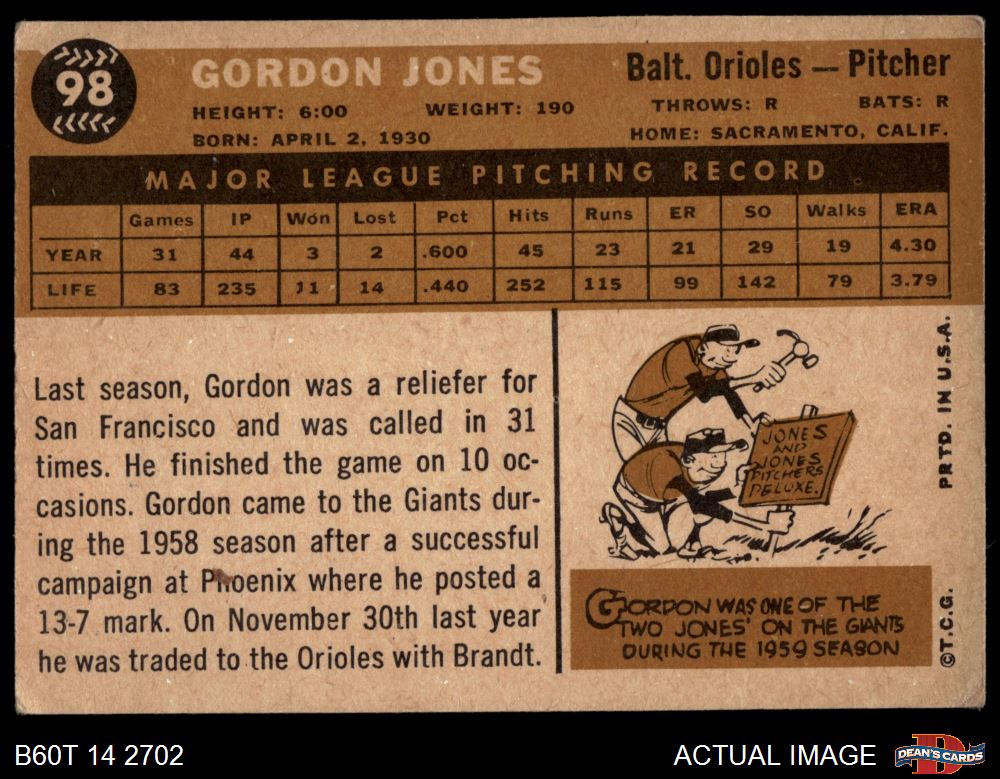 98
GORDON JONES
Balt. Orioles — Pitcher
HEIGHT: 6:00 WEIGHT: 190 THROWS: R BATS: R
BORN: APRIL 2, 1930 HOME: SACRAMENTO, CALIF.
MAJOR LEAGUE PITCHING RECORD
Games IP Won Lost Pct Hits Runs ER SO Walks ERA
YEAR 31 44 3 2 .600 45 23 21 29 19 4.30
LIFE 83 235 11 14 .440 252 115 99 142 79 3.79
Last season, Gordon was a reliefer for
San Francisco and was called in 31
times. He finished the game on 10 oc-
casions. Gordon came to the Giants dur-
ing the 1958 season after a successful
campaign at Phoenix where he posted a
13-7 mark. On November 30th last year
he was traded to the Orioles with Brandt.
JONES
AND
JONES
PITCHERS
DELUXE.
GORDON WAS ONE OF THE
TWO JONES' ON THE GIANTS
DURING THE 1959 SEASON
©T.C.G. PRTD. IN U.S.A.
B60T 14 2702
ACTUAL IMAGE
DEAN'S CARDS